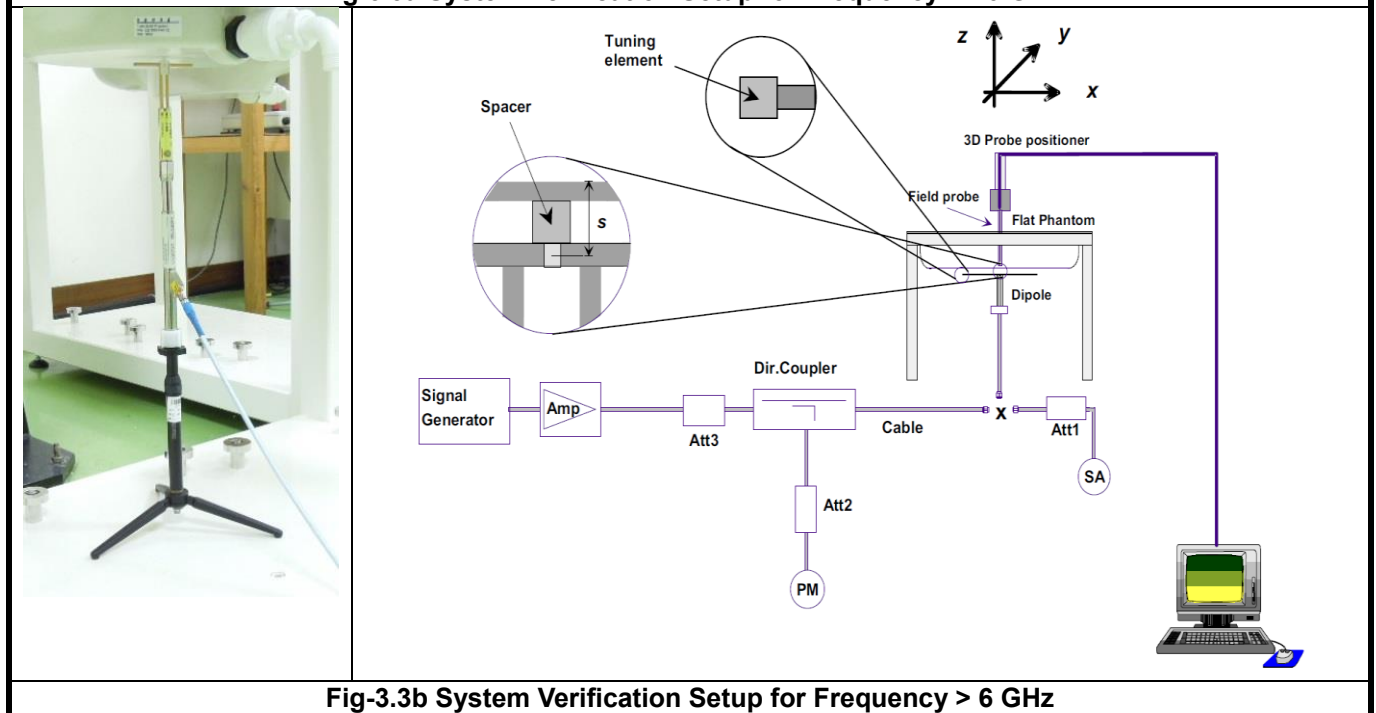 Tuning
element
Spacer
s
z
y
x
3D Probe positioner
Field probe
Flat Phantom
Dipole
Dir.Coupler
Signal
Generator
Amp
Att3
Cable
x
Att1
SA
Att2
PM
Fig-3.3b System Verification Setup for Frequency > 6 GHz